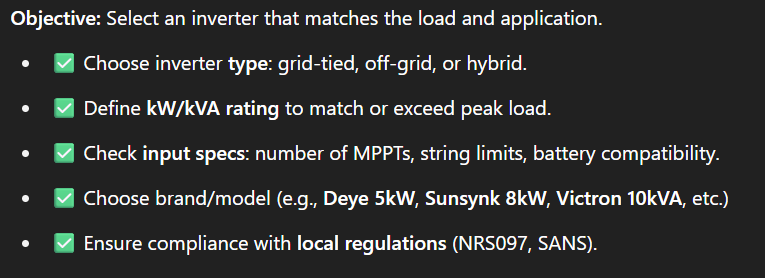 Objective: Select an inverter that matches the load and application.
• ✅ Choose inverter type: grid-tied, off-grid, or hybrid.
• ✅ Define kW/kVA rating to match or exceed peak load.
• ✅ Check input specs: number of MPPTs, string limits, battery compatibility.
• ✅ Choose brand/model (e.g., Deye 5kW, Sunsynk 8kW, Victron 10kVA, etc.)
• ✅ Ensure compliance with local regulations (NRS097, SANS).